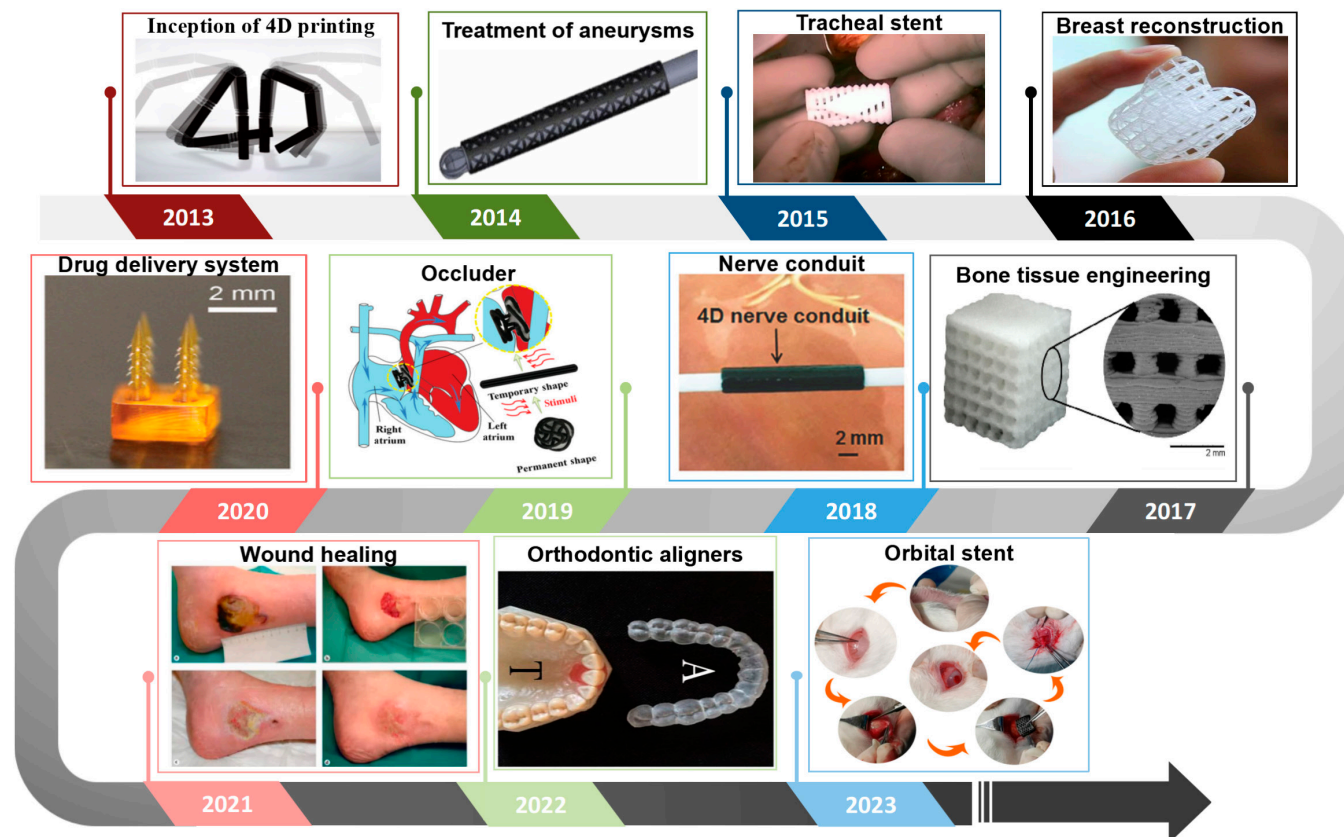 Inception of 4D printing
Treatment of aneurysms
Tracheal stent
Breast reconstruction
4D
2013
2014
2015
2016
Drug delivery system
2 mm
Occluder
Temporary shape
Stimuli
Right
atrium
Left
atrium
Permanent shape
Nerve conduit
4D nerve conduit
2 mm
Bone tissue engineering
2 mm
2020
2019
2018
2017
Wound healing
a
b
c
d
Orthodontic aligners
T
A
Orbital stent
2021
2022
2023